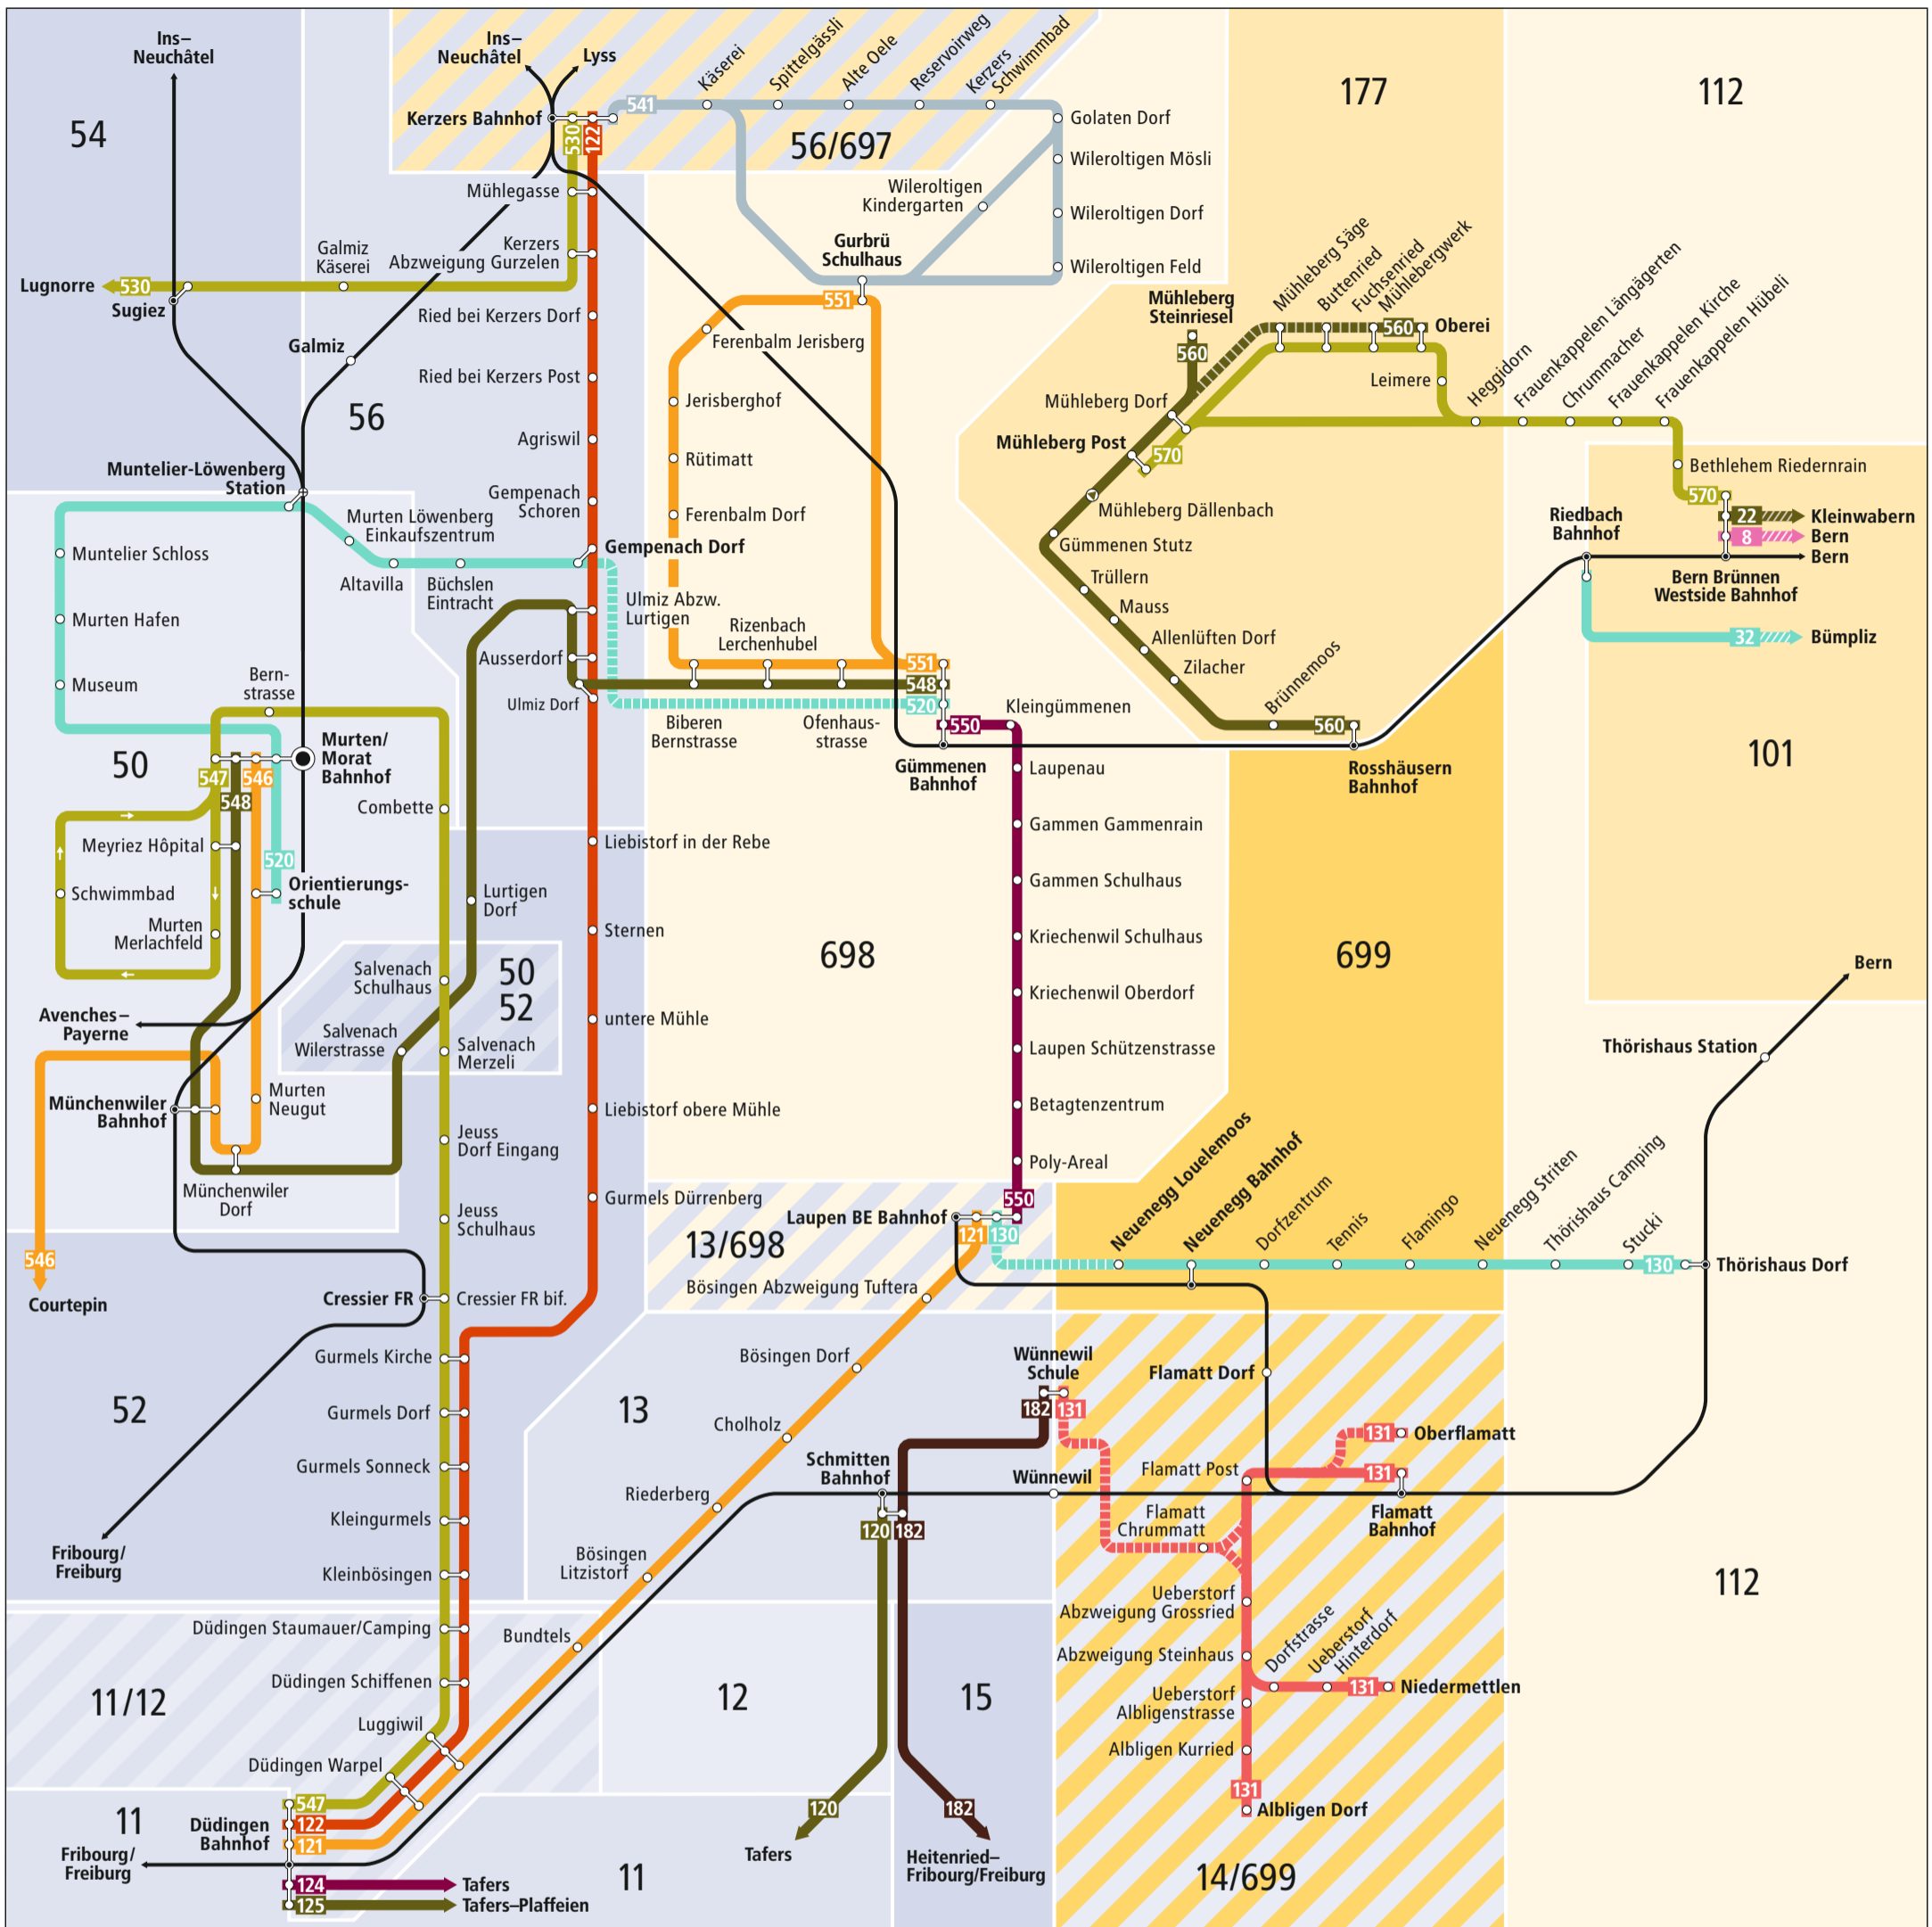 Ins–
Neuchâtel
54
Ins–
Neuchâtel
Lyss
Kerzers Bahnhof
530
122
541
Käserei
Spittelgässli
Alte Oele
Reservoirweg
Kerzers
Schwimmbad
56/697
Golaten Dorf
Wileroltigen Mösli
Wileroltigen
Kindergarten
Wileroltigen Dorf
Wileroltigen Feld
Gurbrü
Schulhaus
177
112
Mühlegasse
Kerzers
Abzweigung Gurzelen
Galmiz
Käserei
Lugnorre
530
Sugiez
Galmiz
56
Ried bei Kerzers Dorf
Ried bei Kerzers Post
Agriswil
Gempenach
Schoren
Gempenach Dorf
551
Ferenbalm Jerisberg
Jerisberghof
Rütimatt
Ferenbalm Dorf
Mühleberg
Steinriesel
560
Mühleberg Säge
Buttenried
Fuchsenried
Mühlebergwerk
560
Oberei
Leimere
Mühleberg Dorf
Mühleberg Post
570
Heggidorn
Frauenkappelen Längägerten
Chrummacher
Frauenkappelen Kirche
Frauenkappelen Hübeli
Bethlehem Riedernrain
570
22
Kleinwabern
8
Bern
Bern
Riedbach
Bahnhof
Bern Brünnen
Westside Bahnhof
32
Bümpliz
Mühleberg Dällenbach
Gümmenen Stutz
Trüllern
Mauss
Allenlüften Dorf
Zilacher
Brünnemoos
560
Rosshäusern
Bahnhof
101
Muntelier-Löwenberg
Station
Murten Löwenberg
Einkaufszentrum
Altavilla
Büchslen
Eintracht
Muntelier Schloss
Murten Hafen
Museum
Bern-
strasse
50
Murten/
Morat
Bahnhof
547
546
548
520
Meyriez Hôpital
Schwimmbad
Murten
Merlachfeld
Orientierungs-
schule
Combette
Ulmiz Abzw.
Lurtigen
Ausserdorf
Ulmiz Dorf
Rizenbach
Lerchenhubel
551
548
520
Biberen
Bernstrasse
Ofenhaus-
strasse
550
Kleingümmenen
Gümmenen
Bahnhof
Laupenau
Gammen Gammenrain
Gammen Schulhaus
Kriechenwil Schulhaus
Kriechenwil Oberdorf
Laupen Schützenstrasse
Betagtenzentrum
Poly-Areal
550
698
699
Liebistorf in der Rebe
Sternen
untere Mühle
Liebistorf obere Mühle
Gurmels Dürrenberg
Lurtigen
Dorf
Salvenach
Schulhaus
50
52
Salvenach
Wilerstrasse
Salvenach
Merzeli
Avenches–
Payerne
Münchenwiler
Bahnhof
Murten
Neugut
Münchenwiler
Dorf
546
Courtepin
Jeuss
Dorf Eingang
Jeuss
Schulhaus
Cressier FR
Cressier FR bif.
Bern
Thörishaus Station
Laupen BE Bahnhof
121
130
13/698
Bösingen Abzweigung Tuftera
Neuenegg Louelemoos
Neuenegg Bahnhof
Dorfzentrum
Tennis
Flamingo
Neuenegg Striten
Thörishaus Camping
Stucki
130
Thörishaus Dorf
Gurmels Kirche
Gurmels Dorf
Gurmels Sonneck
Kleingurmels
Kleinbösingen
52
Fribourg/
Freiburg
13
Bösingen Dorf
Cholholz
Riederberg
Bösingen
Litzistorf
Bundtels
Wünnewil
Schule
182
131
Flamatt Dorf
Schmitten
Bahnhof
Wünnewil
120
182
Flamatt Post
131
Oberflamatt
131
Flamatt
Bahnhof
Flamatt
Chrummatt
Ueberstorf
Abzweigung Grossried
Abzweigung Steinhaus
Dorfstrasse
Ueberstorf
Hinterdorf
131
Niedermettlen
Ueberstorf
Albligenstrasse
Albligen Kurried
131
Albligen Dorf
112
Düdingen Staumauer/Camping
Düdingen Schiffenen
11/12
12
15
Luggiwil
Düdingen Warpel
11
547
122
121
Düdingen
Bahnhof
Fribourg/
Freiburg
124
Tafers
125
Tafers–Plaffeien
11
120
Tafers
182
Heitenried–
Fribourg/Freiburg
14/699